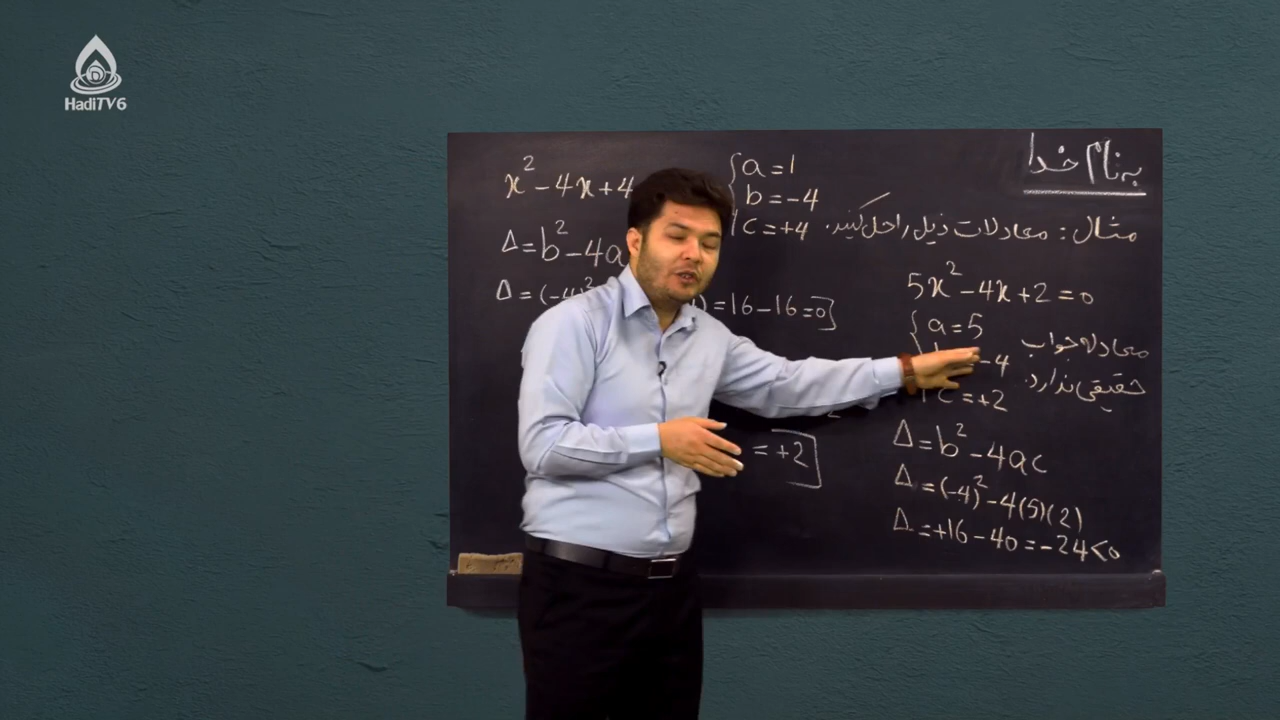 HadiTV6
به نام خدا
مثال: معادلات ذیل را حل کنید.
x² - 4x + 4
a = 1
b = -4
c = +4
Δ = b² - 4a
Δ = (-4)² = 16 - 16 = 0
= +2
5x² - 4x + 2 = 0
a = 5
-4
c = +2
معادله جواب
حقیقی ندارد.
Δ = b² - 4ac
Δ = (-4)² - 4(5)(2)
Δ = +16 - 40 = -24 < 0